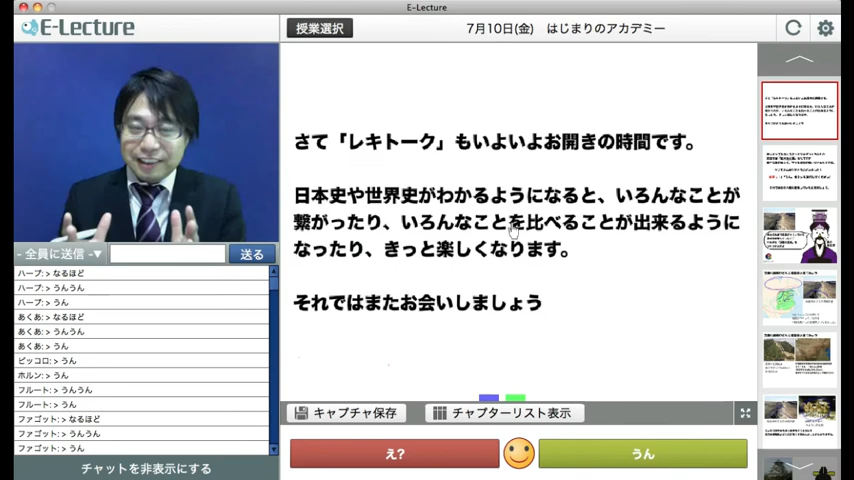 E-Lecture
E-Lecture
授業選択
7月10日(金) はじまりのアカデミー
さて「レキトーク」もいよいよお開きの時間です。
日本史や世界史がわかるようになると、いろんなことが
繋がったり、いろんなことを比べることが出来るように
なったり、きっと楽しくなります。
それではまたお会いしましょう
- 全員に送信 -▼
送る
ハープ: > なるほど
ハープ: > うんうん
ハープ: > うん
あくあ: > なるほど
あくあ: > うんうん
あくあ: > うん
ピッコロ: > うん
ホルン: > うん
フルート: > うんうん
フルート: > うん
ファゴット: > なるほど
ファゴット: > うんうん
ファゴット: > うん
チャットを非表示にする
キャプチャ保存
チャプターリスト表示
え?
うん